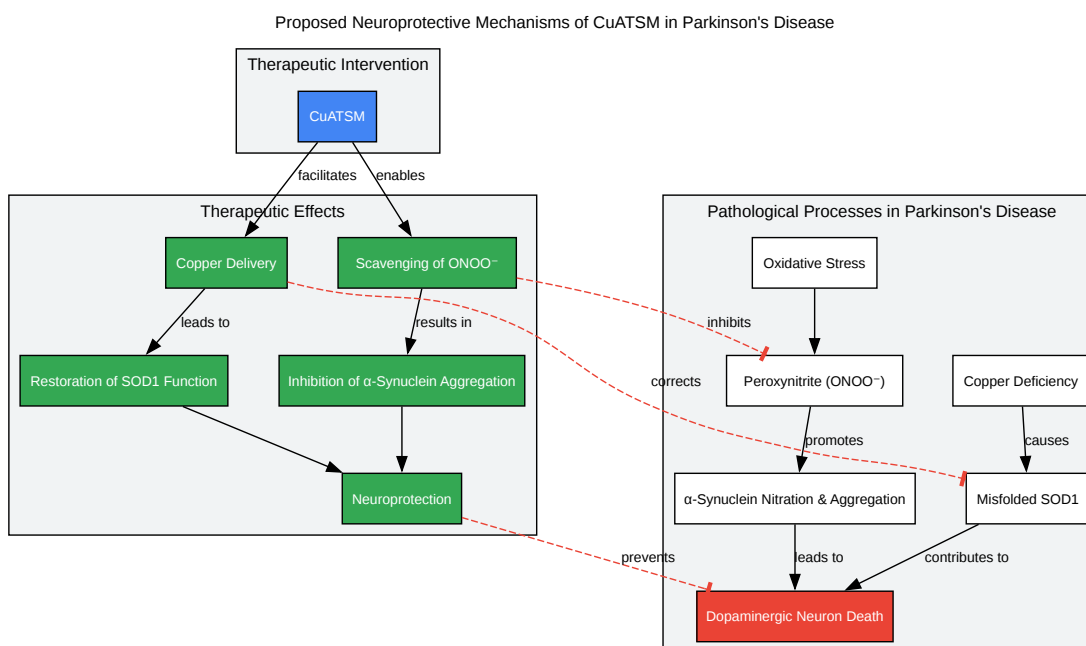 Proposed Neuroprotective Mechanisms of CuATSM in Parkinson's Disease
Therapeutic Intervention
CuATSM
facilitates
enables
Therapeutic Effects
Pathological Processes in Parkinson's Disease
Copper Delivery
Scavenging of ONOO⁻
Oxidative Stress
leads to
results in
inhibits
Restoration of SOD1 Function
Inhibition of α-Synuclein Aggregation
corrects
Peroxynitrite (ONOO⁻)
Copper Deficiency
promotes
causes
Neuroprotection
α-Synuclein Nitration & Aggregation
Misfolded SOD1
prevents
leads to
contributes to
Dopaminergic Neuron Death